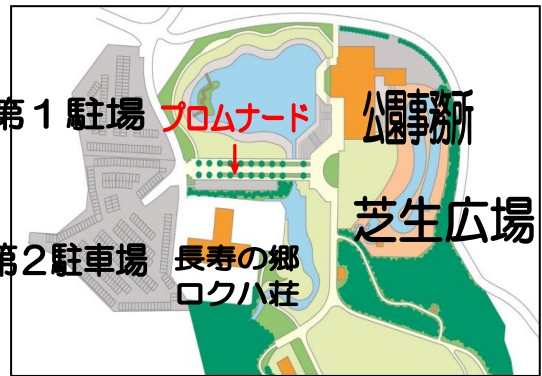 第１駐場
プロムナード
公園事務所
芝生広場
第2駐車場
長寿の郷
ロクハ荘